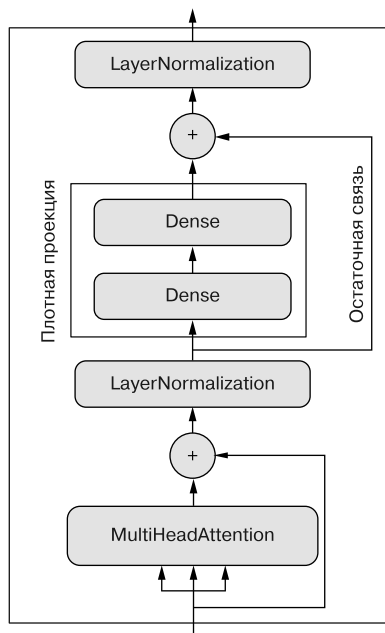 LayerNormalization
+
Плотная проекция
Остаточная связь
Dense
Dense
LayerNormalization
+
MultiHeadAttention